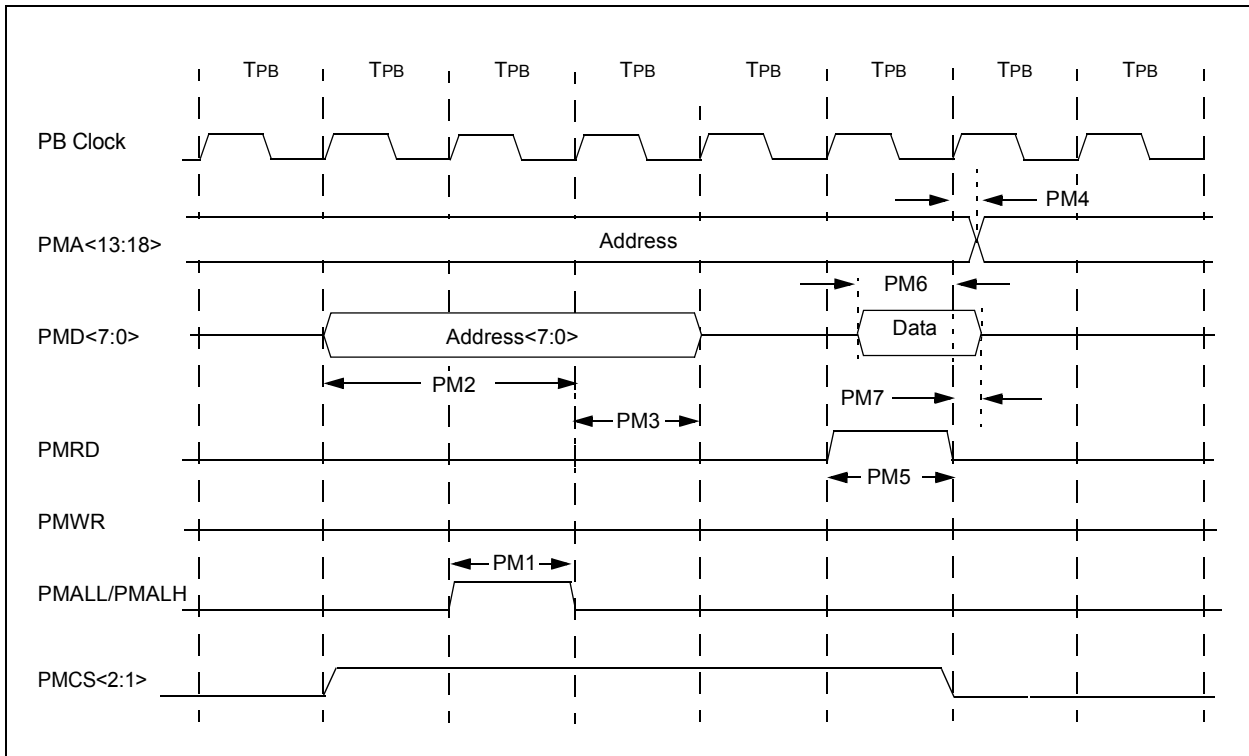 TPB TPB TPB TPB TPB TPB TPB TPB
PB Clock
PM4
PMA<13:18>
Address
PM6
PMD<7:0>
Address<7:0>
Data
PM2
PM7
PM3
PMRD
PM5
PMWR
PM1
PMALL/PMALH
PMCS<2:1>